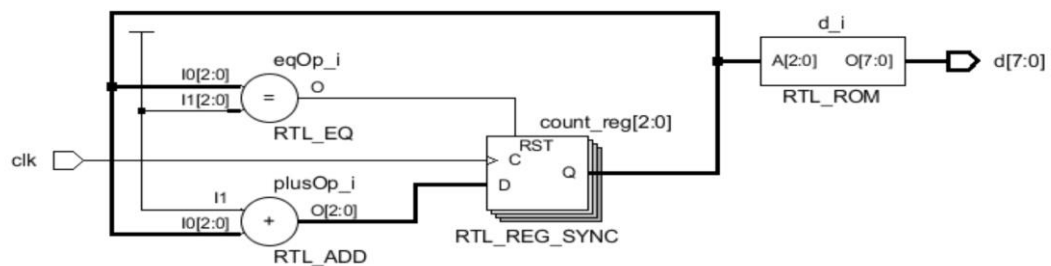 d_i
A[2:0] O[7:0]
RTL_ROM
d[7:0]
eqOp_i
I0[2:0]
I1[2:0]
=
O
RTL_EQ
count_reg[2:0]
RST
C
D
Q
RTL_REG_SYNC
clk
plusOp_i
I1
I0[2:0]
+
O[2:0]
RTL_ADD